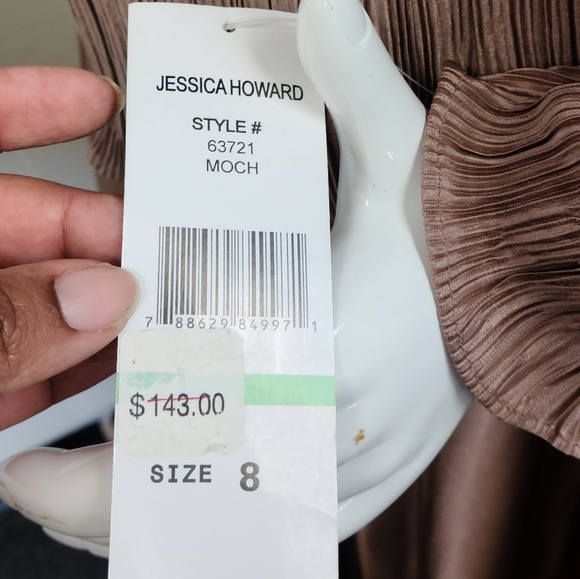 JESSICA HOWARD
STYLE #
63721
MOCH
7 88629 84997 1
$143.00
SIZE 8